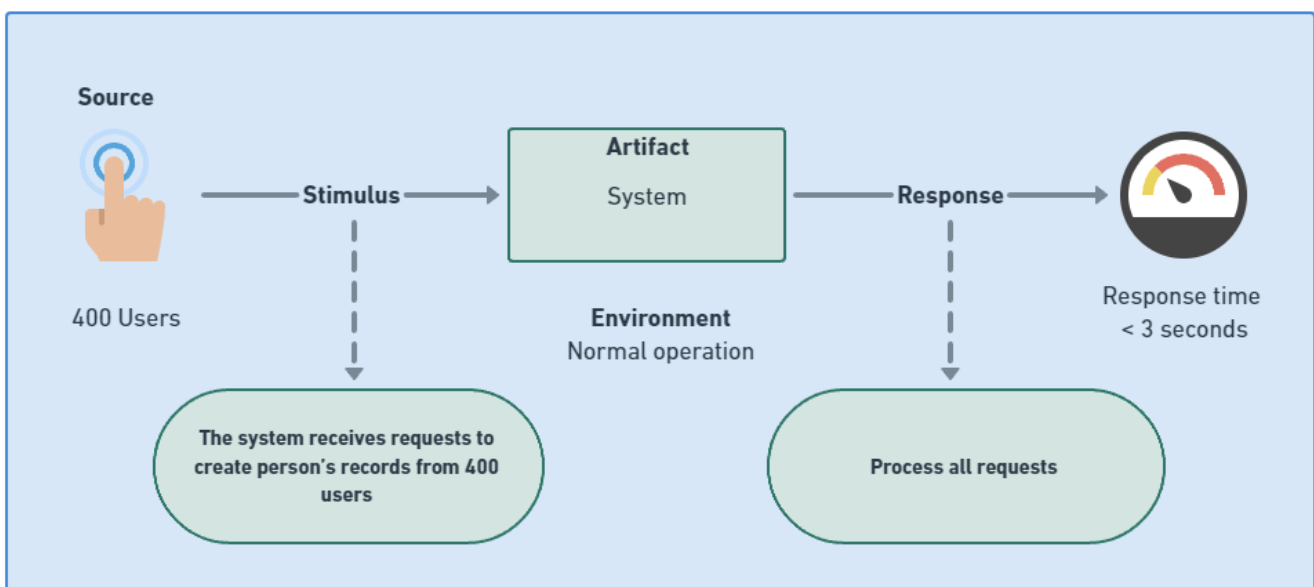 Source
Stimulus
Artifact
System
Response
400 Users
Environment
Normal operation
Response time
< 3 seconds
The system receives requests to
create person's records from 400
users
Process all requests